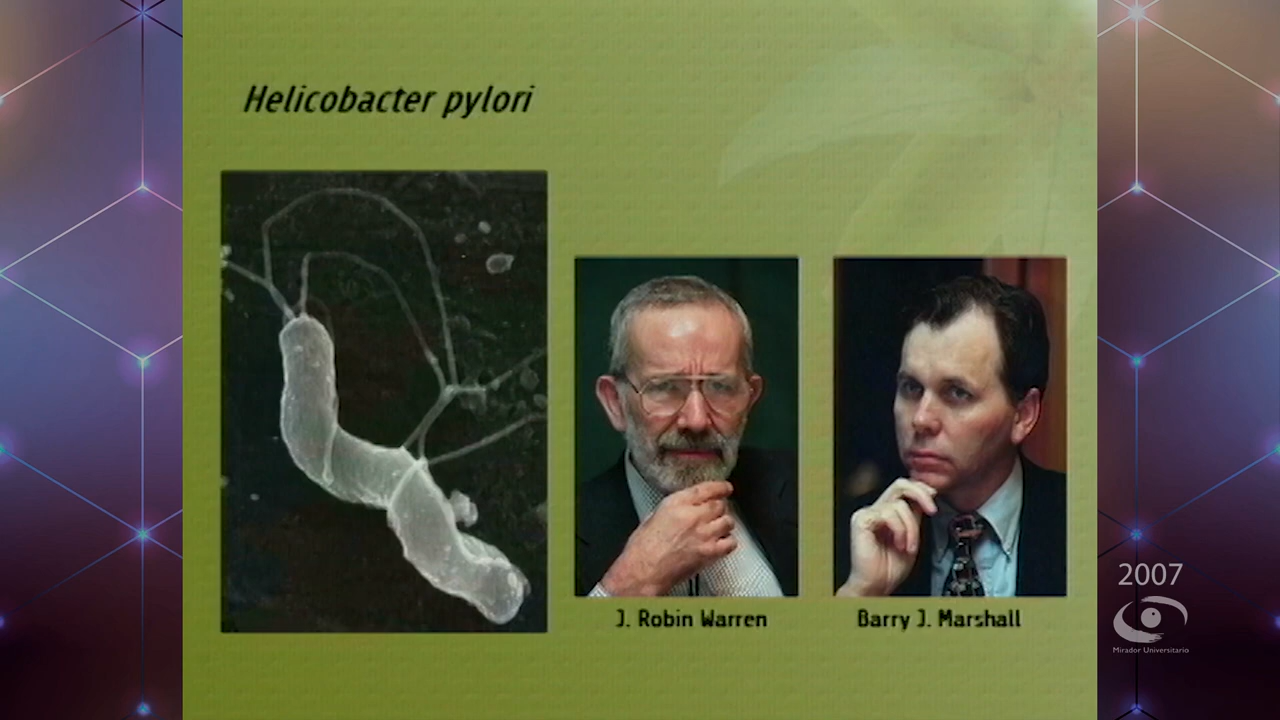 Helicobacter pylori
J. Robin Warren
Barry J. Marshall
2007
Mirador Universitario